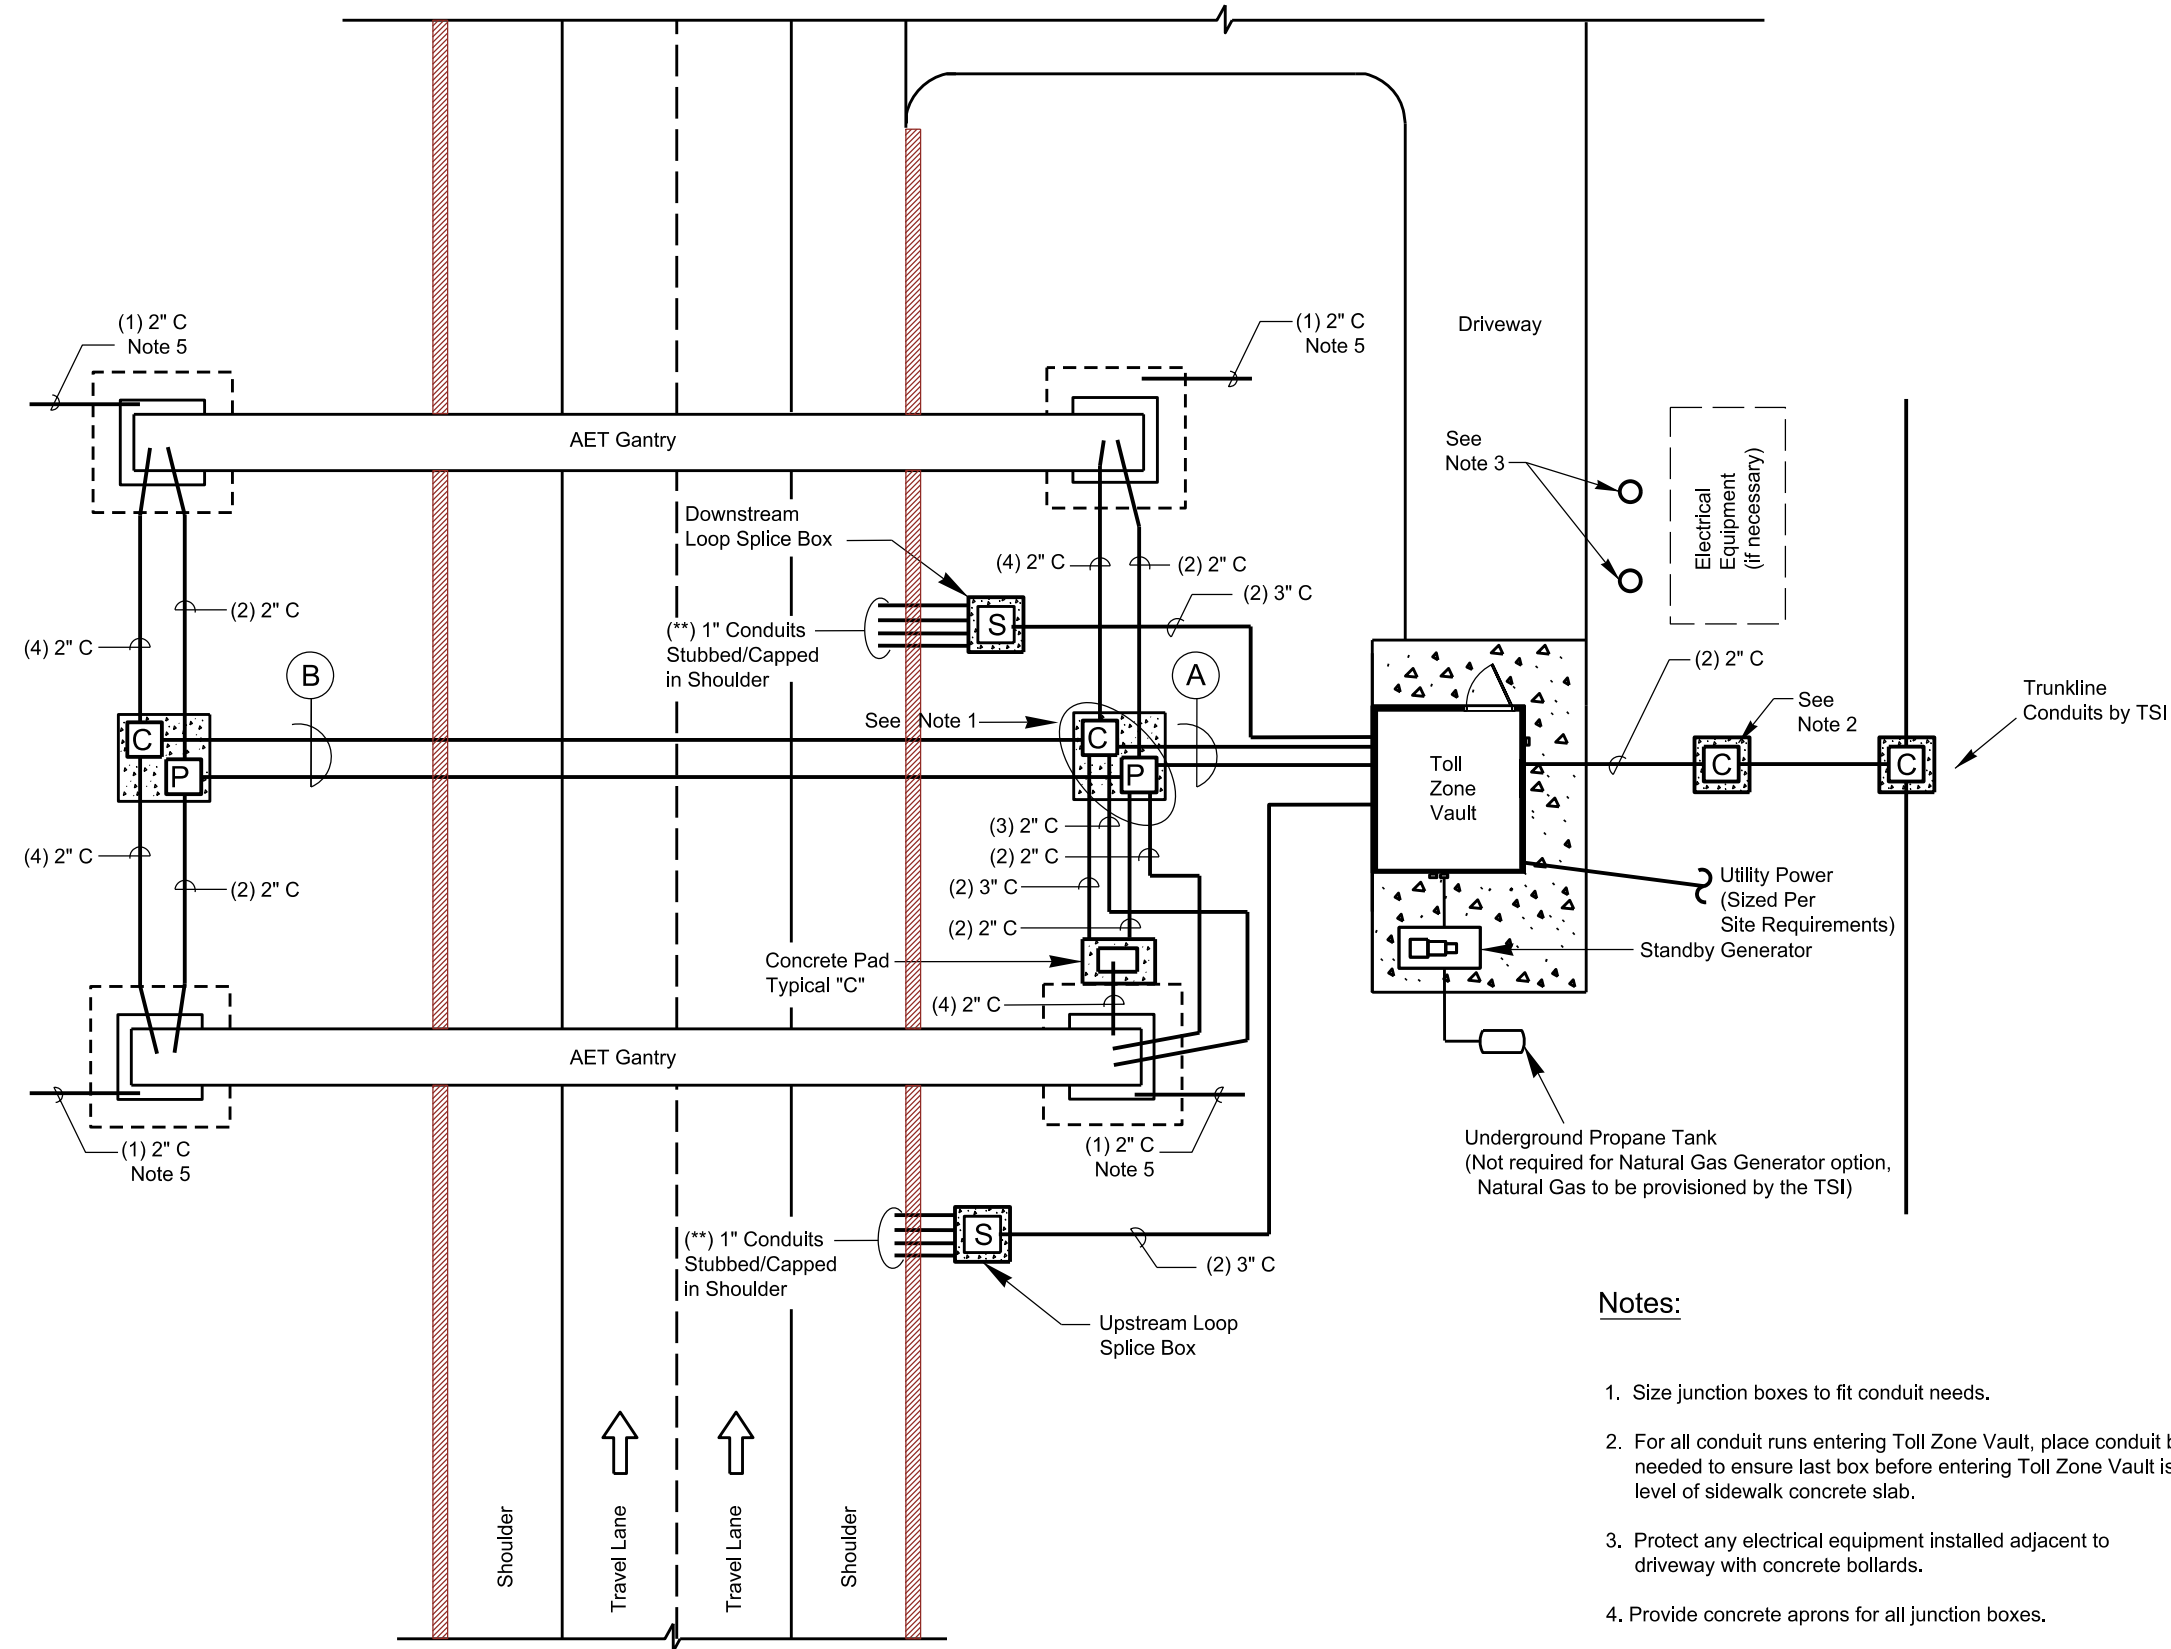 (1) 2" C
Note 5
(1) 2" C
Note 5
Driveway
AET Gantry
See
Note 3
Electrical
Equipment
(if necessary)
Downstream
Loop Splice Box
(4) 2" C
(2) 2" C
(2) 3" C
(2) 2" C
(4) 2" C
(**) 1" Conduits
Stubbed/Capped
in Shoulder
S
B
A
(2) 2" C
See
Note 2
Trunkline
Conduits by TSI
See Note 1
C
P
C
P
Toll
Zone
Vault
C
C
(4) 2" C
(2) 2" C
(3) 2" C
(2) 2" C
(2) 3" C
(2) 2" C
Utility Power
(Sized Per
Site Requirements)
Standby Generator
Concrete Pad
Typical "C"
(4) 2" C
AET Gantry
(1) 2" C
Note 5
(1) 2" C
Note 5
Underground Propane Tank
(Not required for Natural Gas Generator option,
Natural Gas to be provisioned by the TSI)
(**) 1" Conduits
Stubbed/Capped
in Shoulder
S
(2) 3" C
Upstream Loop
Splice Box
Shoulder
Travel Lane
Travel Lane
Shoulder
Notes:
1. Size junction boxes to fit conduit needs.
2. For all conduit runs entering Toll Zone Vault, place conduit
needed to ensure last box before entering Toll Zone Vault is
level of sidewalk concrete slab.
3. Protect any electrical equipment installed adjacent to
driveway with concrete bollards.
4. Provide concrete aprons for all junction boxes.